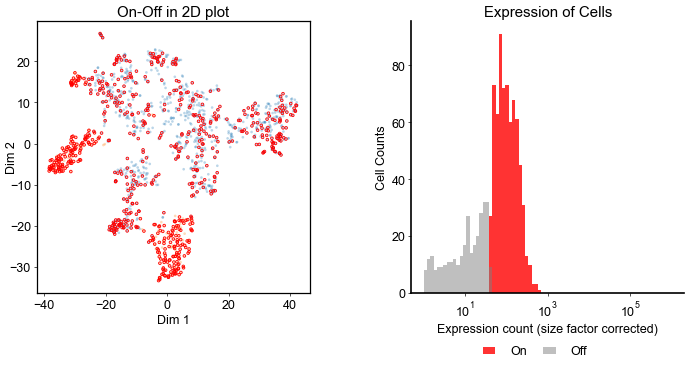 On-Off in 2D plot
20
10
0
−10
−20
−30
Dim 2
−40
−20
0
20
40
Dim 1
Expression of Cells
80
60
40
20
0
Cell Counts
10^1
10^3
10^5
Expression count (size factor corrected)
On Off